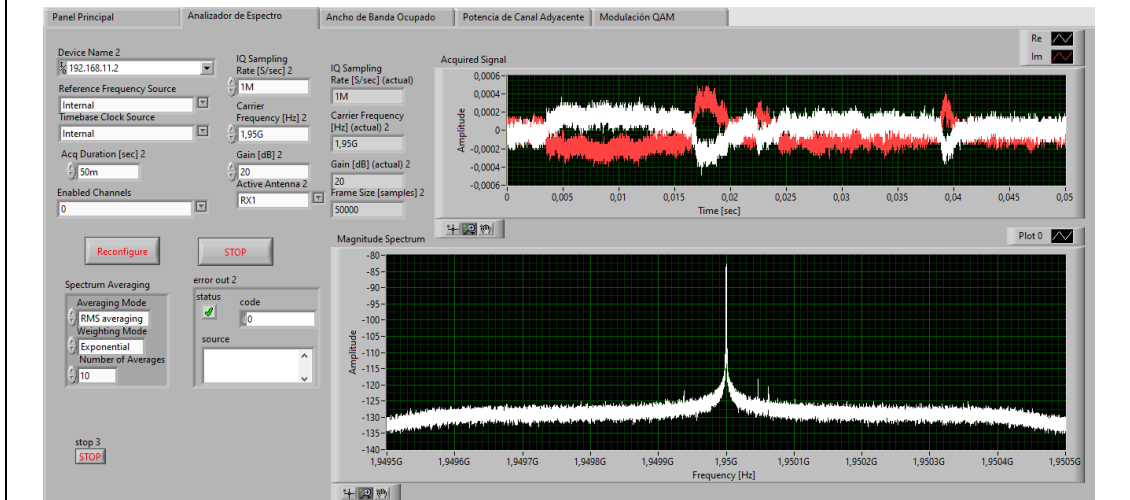 Panel Principal
Analizador de Espectro
Ancho de Banda Ocupado
Potencia de Canal Adyacente
Modulación QAM
Device Name 2
192.168.11.2
Reference Frequency Source
Internal
Timebase Clock Source
Internal
Acq Duration [sec] 2
50m
Enabled Channels
0
IQ Sampling
Rate [S/sec] 2
1M
Carrier
Frequency [Hz] 2
1,95G
Gain [dB] 2
20
Active Antenna 2
RX1
IQ Sampling
Rate [S/sec] (actual)
1M
Carrier Frequency
[Hz] (actual) 2
1,95G
Gain [dB] (actual) 2
20
Frame Size [samples] 2
50000
Acquired Signal
Re
Im
Amplitude
0,0006
0,0004
0,0002
0
-0,0002
-0,0004
-0,0006
0 0,005 0,01 0,015 0,02 0,025 0,03 0,035 0,04 0,045 0,05
Time [sec]
Reconfigure
STOP
Spectrum Averaging
Averaging Mode
RMS averaging
Weighting Mode
Exponential
Number of Averages
10
error out 2
status
code
0
source
stop 3
STOP
Magnitude Spectrum
Plot 0
Amplitude
-80
-85
-90
-95
-100
-105
-110
-115
-120
-125
-130
-135
-140
1,9495G 1,9496G 1,9497G 1,9498G 1,9499G 1,95G 1,9501G 1,9502G 1,9503G 1,9504G 1,9505G
Frequency [Hz]